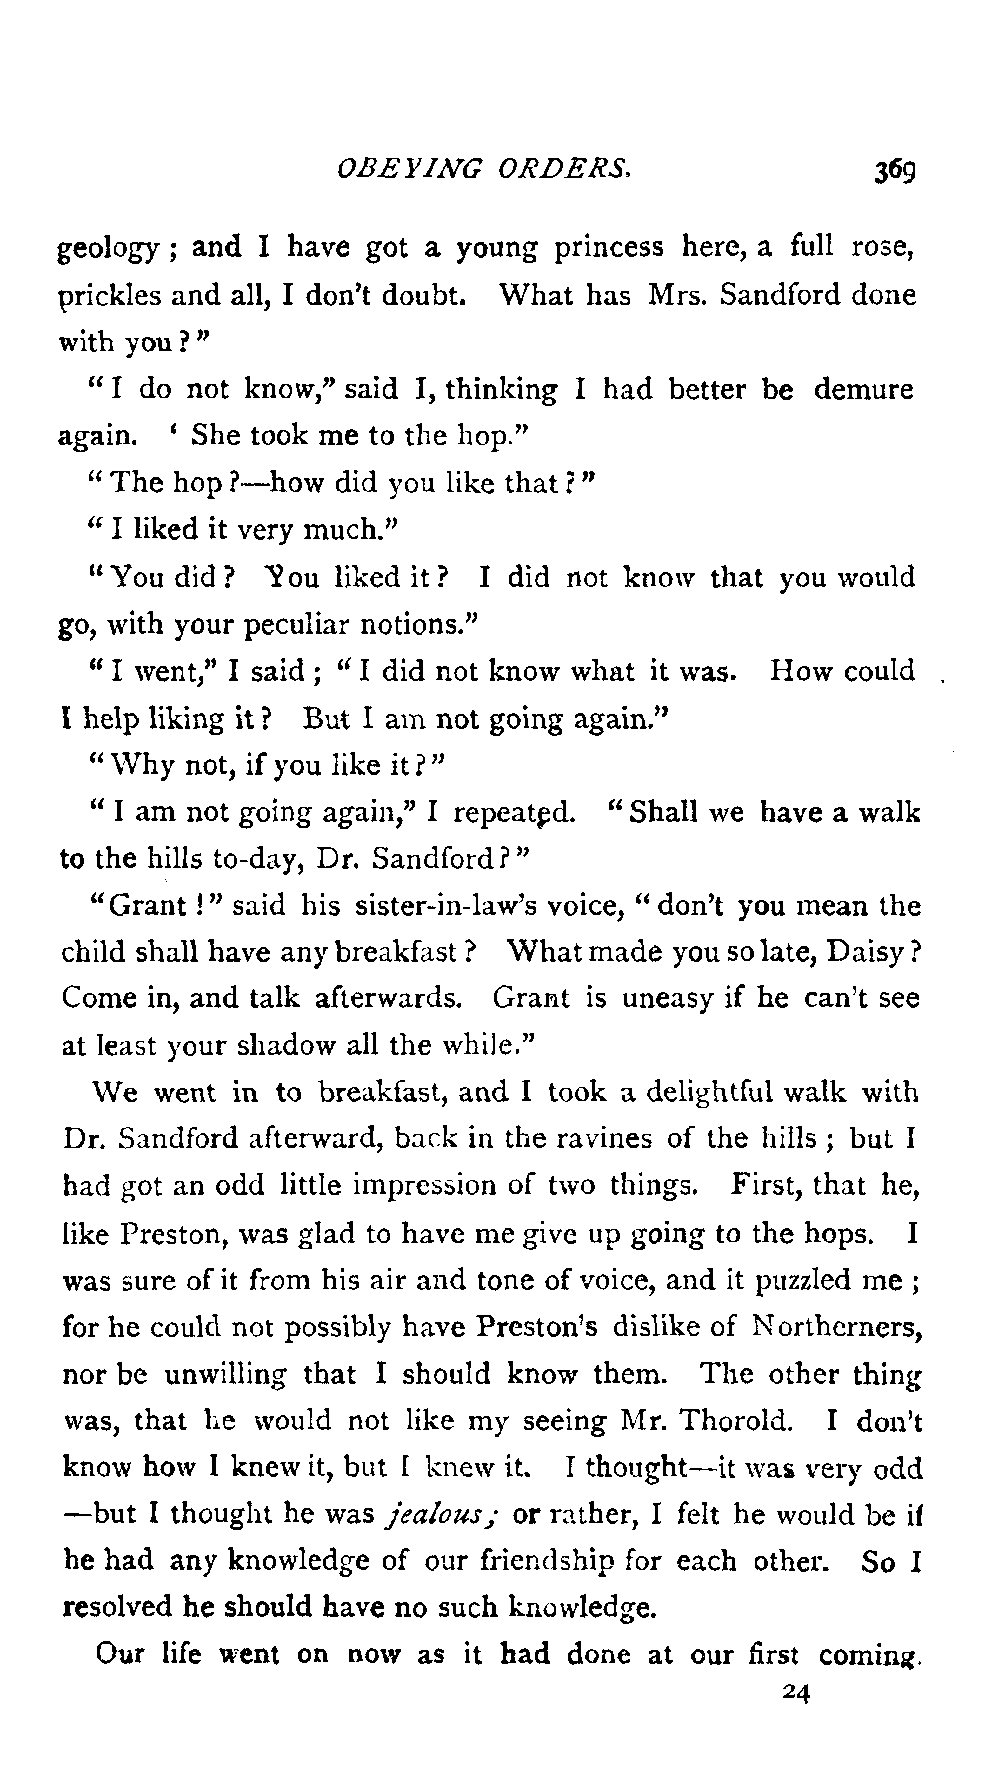 OBEYING ORDERS. 369
geology ; and I have got a young princess here, a full rose,
prickles and all, I don't doubt. What has Mrs. Sandford done
with you ? ”
“ I do not know,” said I, thinking I had better be demure
again. ‘ She took me to the hop.”
“ The hop ?—how did you like that ? ”
“ I liked it very much.”
“ You did ? You liked it ? I did not know that you would
go, with your peculiar notions.”
“ I went,” I said ; “ I did not know what it was. How could
I help liking it ? But I am not going again.”
“ Why not, if you like it ? ”
“ I am not going again,” I repeated. “ Shall we have a walk
to the hills to-day, Dr. Sandford ? ”
“ Grant ! ” said his sister-in-law's voice, “ don't you mean the
child shall have any breakfast ? What made you so late, Daisy ?
Come in, and talk afterwards. Grant is uneasy if he can't see
at least your shadow all the while.”
We went in to breakfast, and I took a delightful walk with
Dr. Sandford afterward, back in the ravines of the hills ; but I
had got an odd little impression of two things. First, that he,
like Preston, was glad to have me give up going to the hops. I
was sure of it from his air and tone of voice, and it puzzled me ;
for he could not possibly have Preston's dislike of Northerners,
nor be unwilling that I should know them. The other thing
was, that he would not like my seeing Mr. Thorold. I don't
know how I knew it, but I knew it. I thought—it was very odd
—but I thought he was jealous; or rather, I felt he would be if
he had any knowledge of our friendship for each other. So I
resolved he should have no such knowledge.
Our life went on now as it had done at our first coming.
24